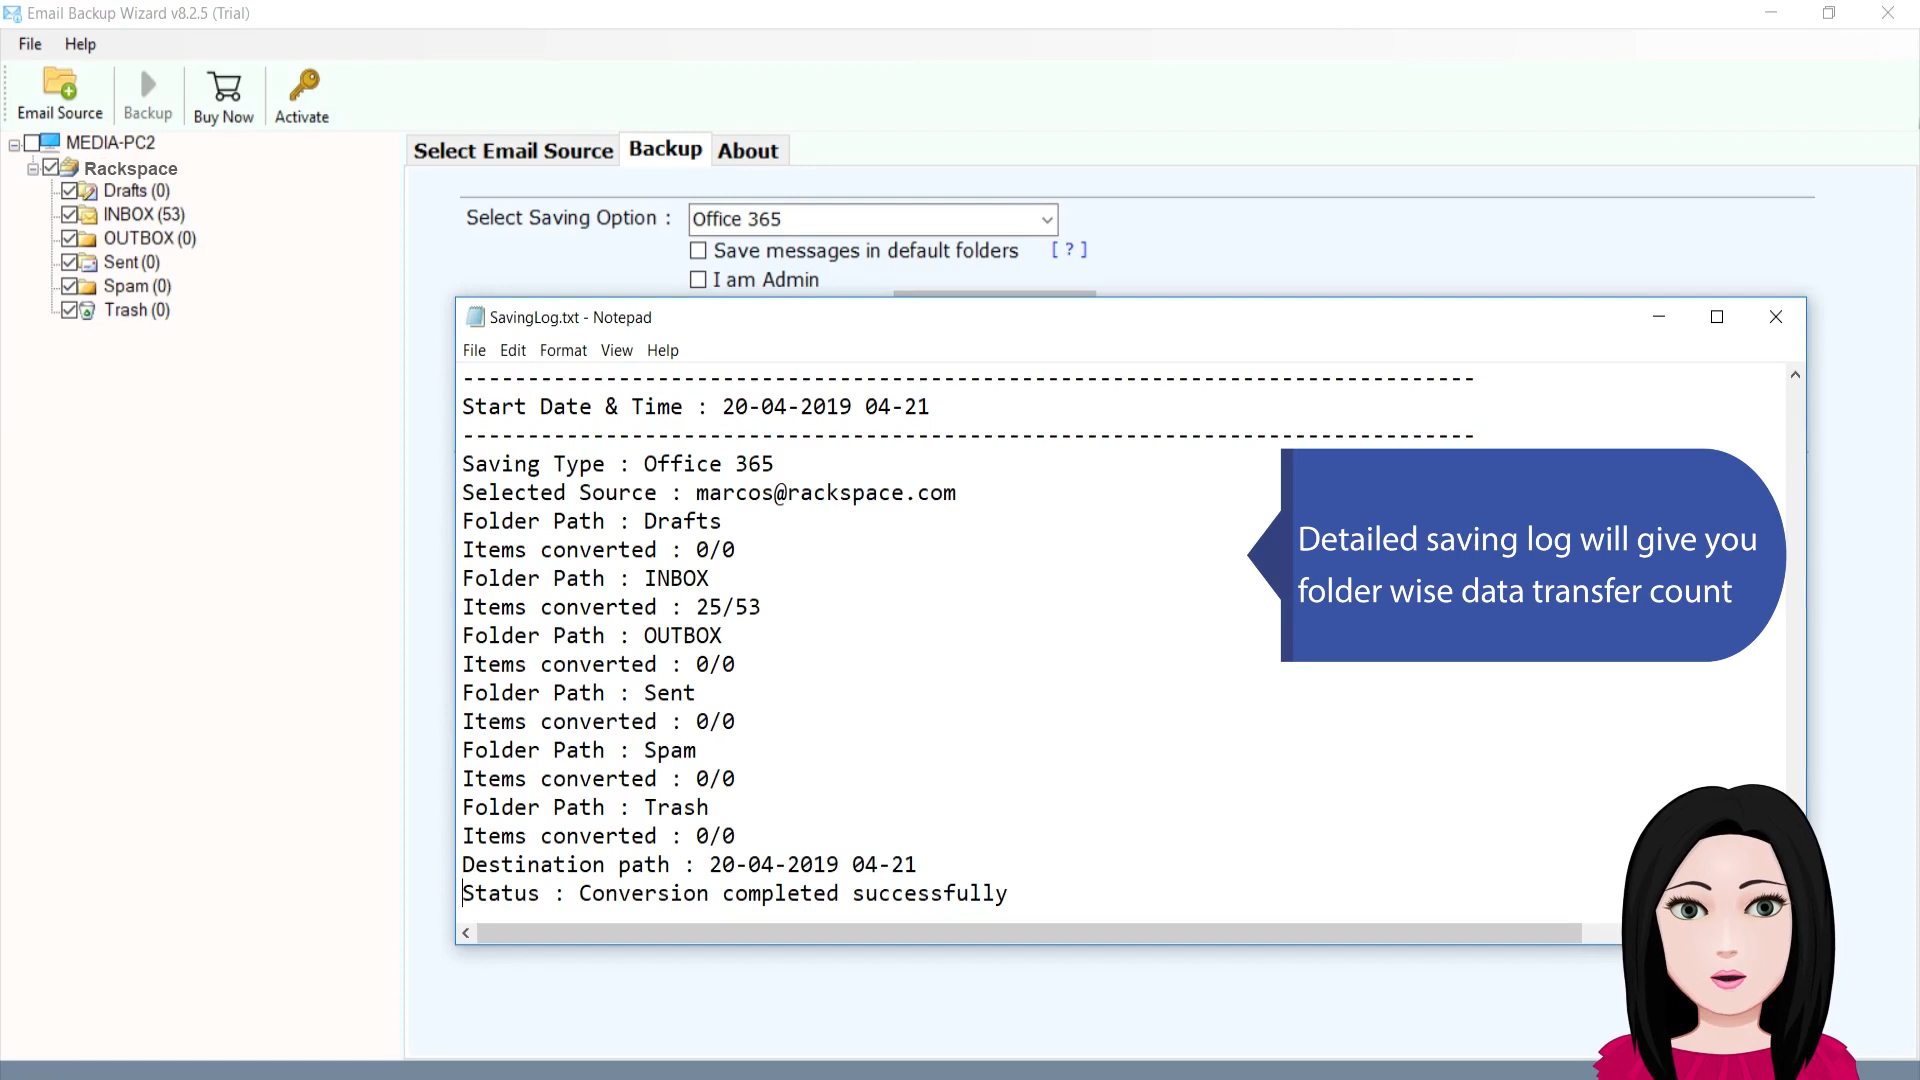 Email Backup Wizard v8.2.5 (Trial)
File Help
Email Source Backup Buy Now Activate
MEDIA-PC2
Rackspace
Drafts (0)
INBOX (53)
OUTBOX (0)
Sent (0)
Spam (0)
Trash (0)
Select Email Source Backup About
Select Saving Option : Office 365
Save messages in default folders [ ? ]
I am Admin
SavingLog.txt - Notepad
File Edit Format View Help
------------------------------------------------------------------------------
Start Date & Time : 20-04-2019 04-21
------------------------------------------------------------------------------
Saving Type : Office 365
Selected Source : marcos@rackspace.com
Folder Path : Drafts
Items converted : 0/0
Folder Path : INBOX
Items converted : 25/53
Folder Path : OUTBOX
Items converted : 0/0
Folder Path : Sent
Items converted : 0/0
Folder Path : Spam
Items converted : 0/0
Folder Path : Trash
Items converted : 0/0
Destination path : 20-04-2019 04-21
Status : Conversion completed successfully
Detailed saving log will give you
folder wise data transfer count